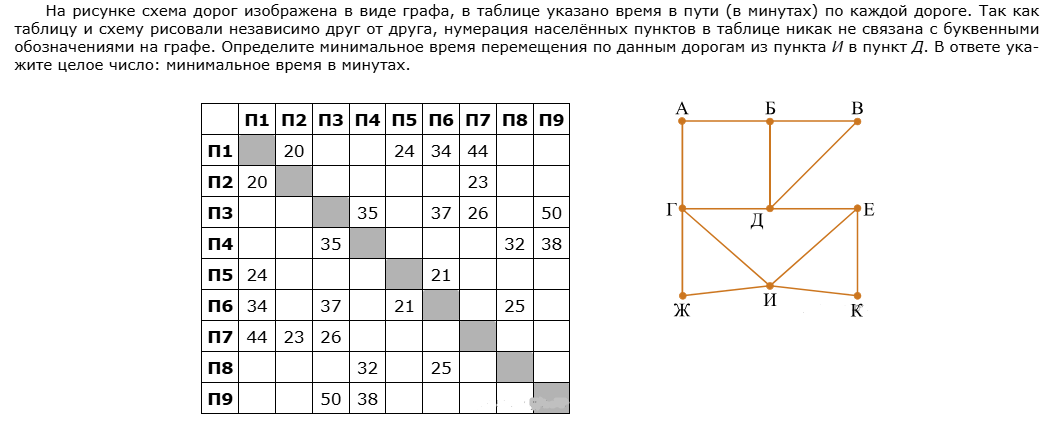 На рисунке схема дорог изображена в виде графа, в таблице указано время в пути (в минутах) по каждой дороге. Так как
таблицу и схему рисовали независимо друг от друга, нумерация населённых пунктов в таблице никак не связана с буквенными
обозначениями на графе. Определите минимальное время перемещения по данным дорогам из пункта И в пункт Д. В ответе ука-
жите целое число: минимальное время в минутах.
П1 П2 П3 П4 П5 П6 П7 П8 П9
П1 20 24 34 44
П2 20 23
П3 35 37 26 50
П4 35 32 38
П5 24 21
П6 34 37 21 25
П7 44 23 26
П8 32 25
П9 50 38
А Б В
Г Д Е
Ж И К